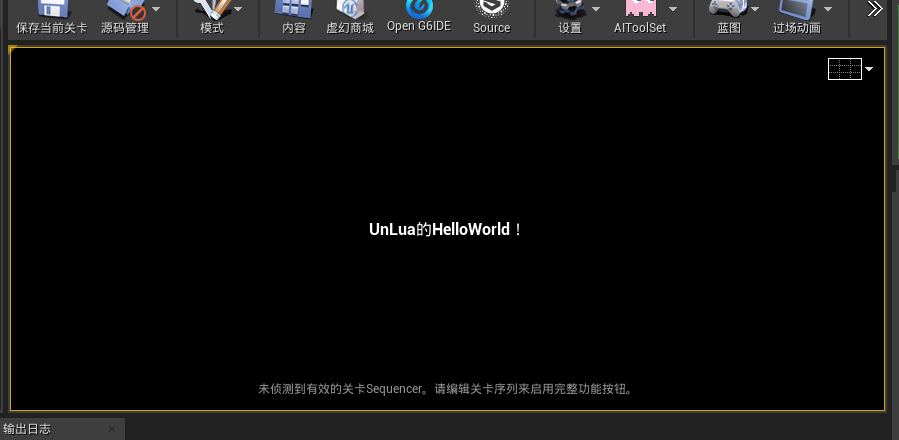 保存当前关卡 源码管理 模式 内容 虚幻商城 Open G6IDE Source 设置 AIToolSet 蓝图 过场动画
UnLua的HelloWorld！
未侦测到有效的关卡Sequencer。请编辑关卡序列来启用完整功能按钮。
输出日志